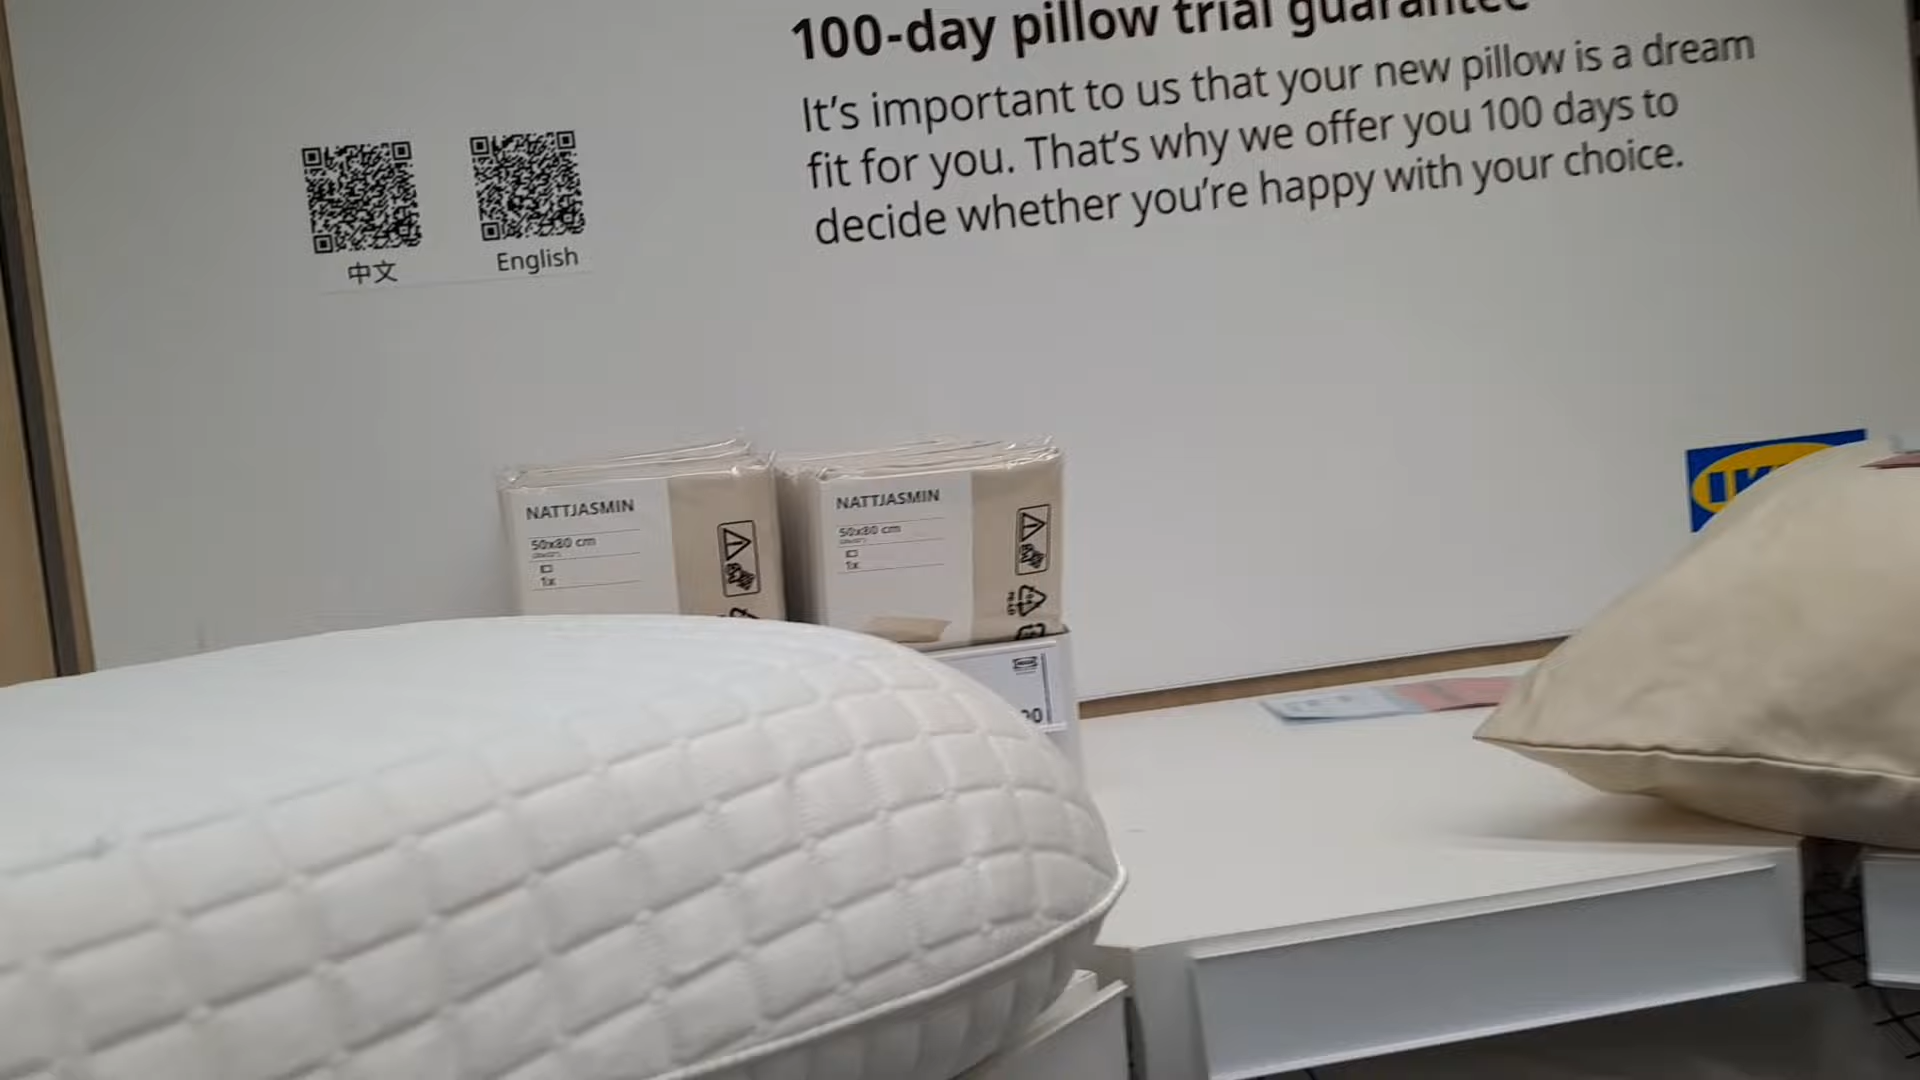 100-day pillow trial guarantee
It's important to us that your new pillow is a dream
fit for you. That's why we offer you 100 days to
decide whether you're happy with your choice.
中文
English
NATTJASMIN
50x80 cm
1x
NATTJASMIN
50x80 cm
1x